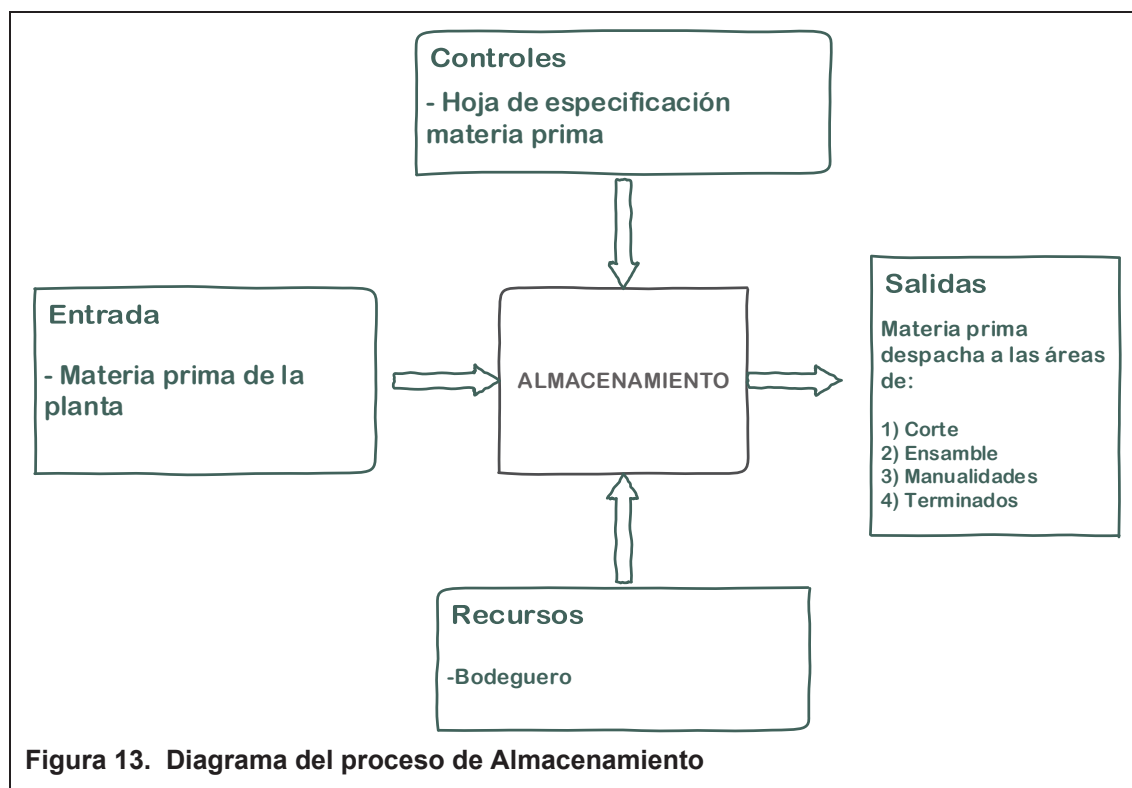 Controles
- Hoja de especificación
materia prima
Entrada
- Materia prima de la
planta
ALMACENAMIENTO
Salidas
Materia prima
despacha a las áreas
de:
1) Corte
2) Ensamble
3) Manualidades
4) Terminados
Recursos
-Bodeguero
Figura 13. Diagrama del proceso de Almacenamiento